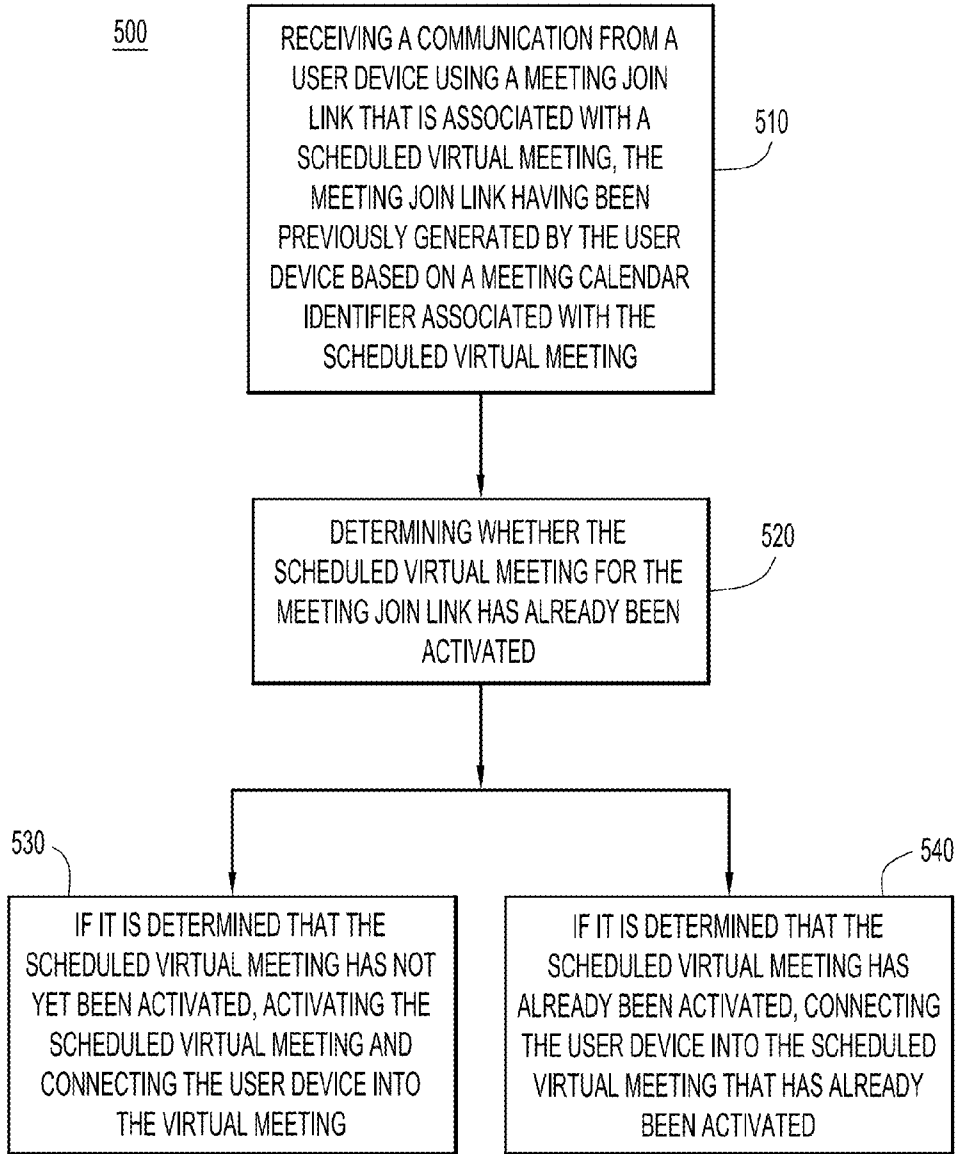 500
RECEIVING A COMMUNICATION FROM A
USER DEVICE USING A MEETING JOIN
LINK THAT IS ASSOCIATED WITH A
SCHEDULED VIRTUAL MEETING, THE
MEETING JOIN LINK HAVING BEEN
PREVIOUSLY GENERATED BY THE USER
DEVICE BASED ON A MEETING CALENDAR
IDENTIFIER ASSOCIATED WITH THE
SCHEDULED VIRTUAL MEETING
510
DETERMINING WHETHER THE
SCHEDULED VIRTUAL MEETING FOR THE
MEETING JOIN LINK HAS ALREADY BEEN
ACTIVATED
520
530
IF IT IS DETERMINED THAT THE
SCHEDULED VIRTUAL MEETING HAS NOT
YET BEEN ACTIVATED, ACTIVATING THE
SCHEDULED VIRTUAL MEETING AND
CONNECTING THE USER DEVICE INTO
THE VIRTUAL MEETING
540
IF IT IS DETERMINED THAT THE
SCHEDULED VIRTUAL MEETING HAS
ALREADY BEEN ACTIVATED, CONNECTING
THE USER DEVICE INTO THE SCHEDULED
VIRTUAL MEETING THAT HAS ALREADY
BEEN ACTIVATED